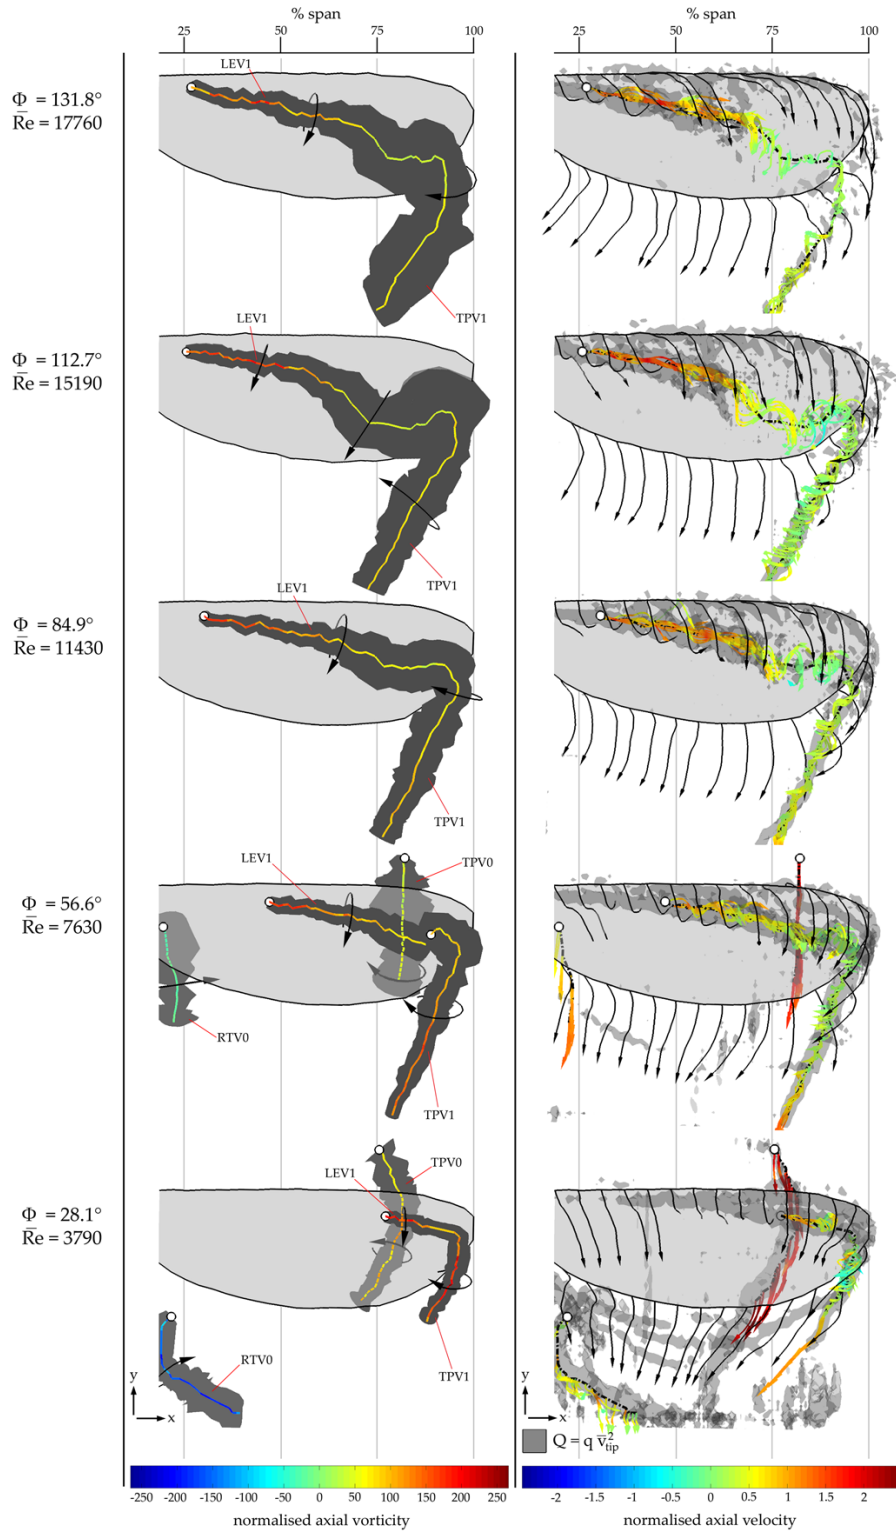 % span
% span
25 50 75 100
25 50 75 100
LEV1
Φ = 131.8°
R̅e̅ = 17760
TPV1
LEV1
Φ = 112.7°
R̅e̅ = 15190
TPV1
LEV1
Φ = 84.9°
R̅e̅ = 11430
TPV1
LEV1
TPV0
Φ = 56.6°
R̅e̅ = 7630
RTV0
TPV1
LEV1
TPV0
Φ = 28.1°
R̅e̅ = 3790
RTV0
TPV1
y
x
y
x
Q = q v̅²tip
-250 -200 -150 -100 -50 0 50 100 150 200 250
-2 -1.5 -1 -0.5 0 0.5 1 1.5 2
normalised axial vorticity
normalised axial velocity